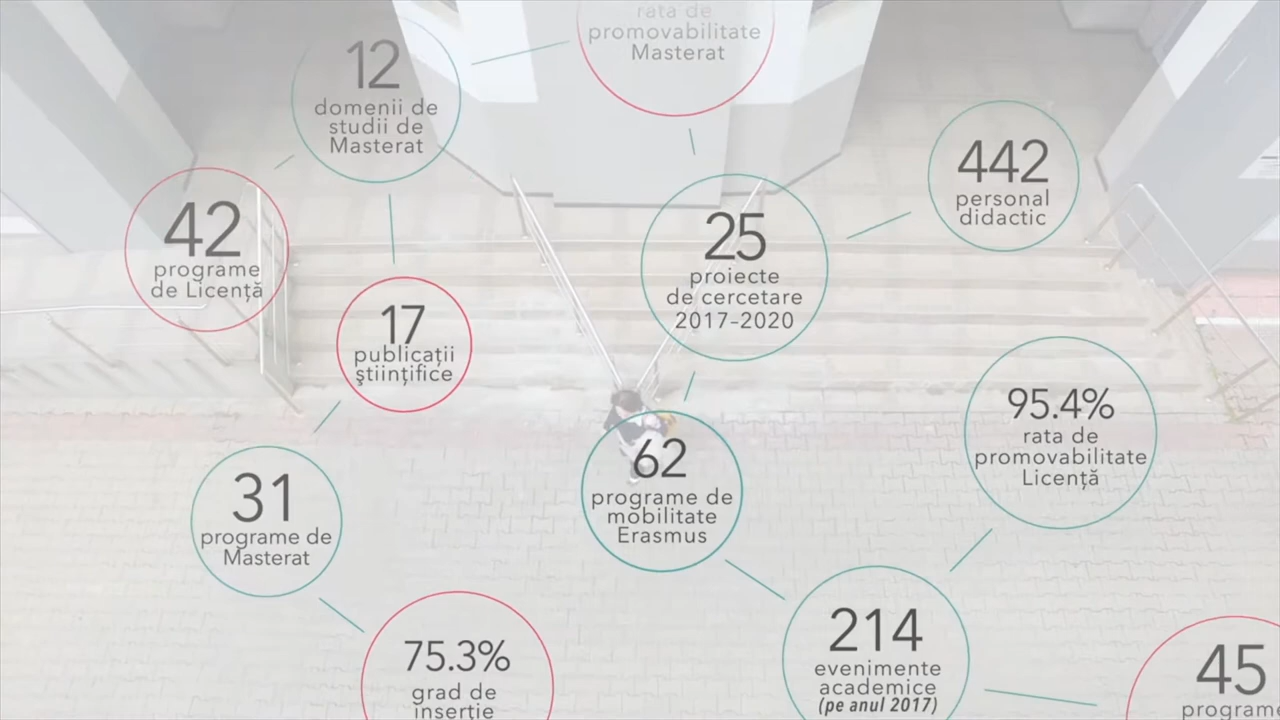 rata de
promovabilitate
Masterat
12
domenii de
studii de
Masterat
442
personal
didactic
42
programe
de Licență
25
proiecte
de cercetare
2017-2020
17
publicații
științifice
95.4%
rata de
promovabilitate
Licență
62
programe de
mobilitate
Erasmus
31
programe de
Masterat
75.3%
grad de
inserție
214
evenimente
academice
(pe anul 2017)
45
programe